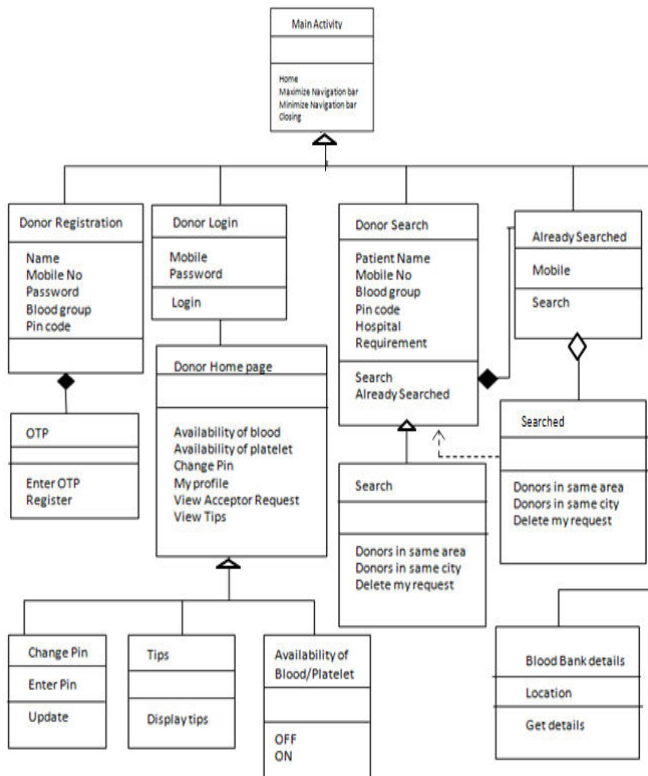 Main Activity
Home
Maximize Navigation bar
Minimize Navigation bar
Closing
Donor Registration
Name
Mobile No
Password
Blood group
Pin code
Donor Login
Mobile
Password
Login
Donor Search
Patient Name
Mobile No
Blood group
Pin code
Hospital
Requirement
Search
Already Searched
Already Searched
Mobile
Search
OTP
Enter OTP
Register
Donor Home page
Availability of blood
Availability of platelet
Change Pin
My profile
View Acceptor Request
View Tips
Search
Donors in same area
Donors in same city
Delete my request
Searched
Donors in same area
Donors in same city
Delete my request
Change Pin
Enter Pin
Update
Tips
Display tips
Availability of
Blood/Platelet
OFF
ON
Blood Bank details
Location
Get details